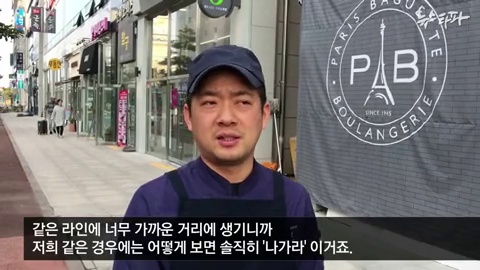 뉴스타파
PARIS BAGUETTE
PB
SINCE 1945
BOULANGERIE
같은 라인에 너무 가까운 거리에 생기니까
저희 같은 경우에는 어떻게 보면 솔직히 '나가라' 이거죠.